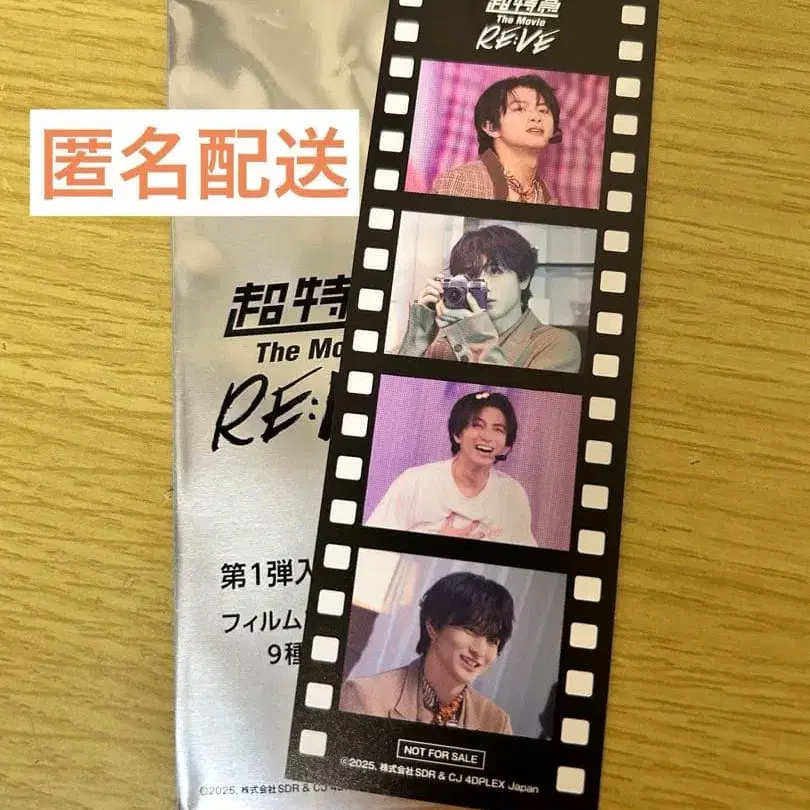 超特急
The Movie
RE:VE
匿名配送
超特
The Mo
RE:
第1弾入
フィルム
9種
NOT FOR SALE
©2025, 株式会社SDR & CJ 4DPLEX Japan
©2025, 株式会社SDR & CJ 4D